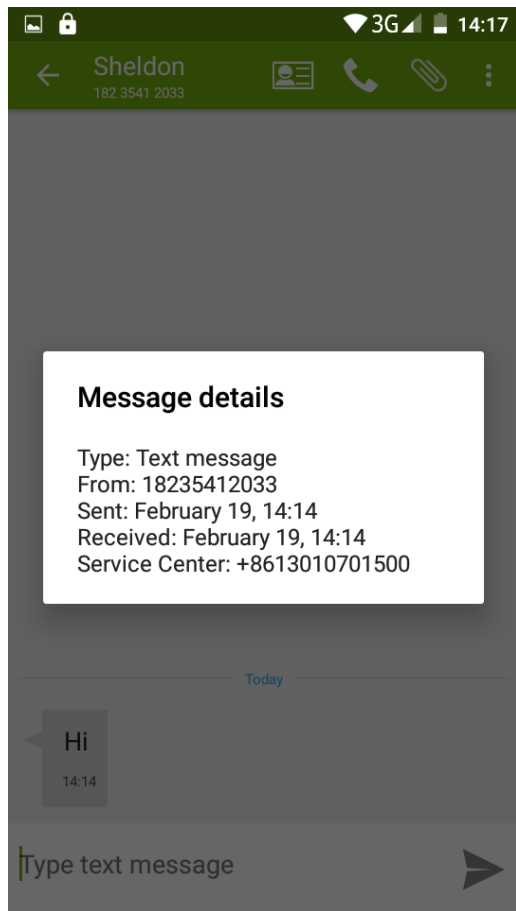 3G 14:17
Sheldon
182 3541 2033
Message details
Type: Text message
From: 18235412033
Sent: February 19, 14:14
Received: February 19, 14:14
Service Center: +8613010701500
Today
Hi
14:14
Type text message